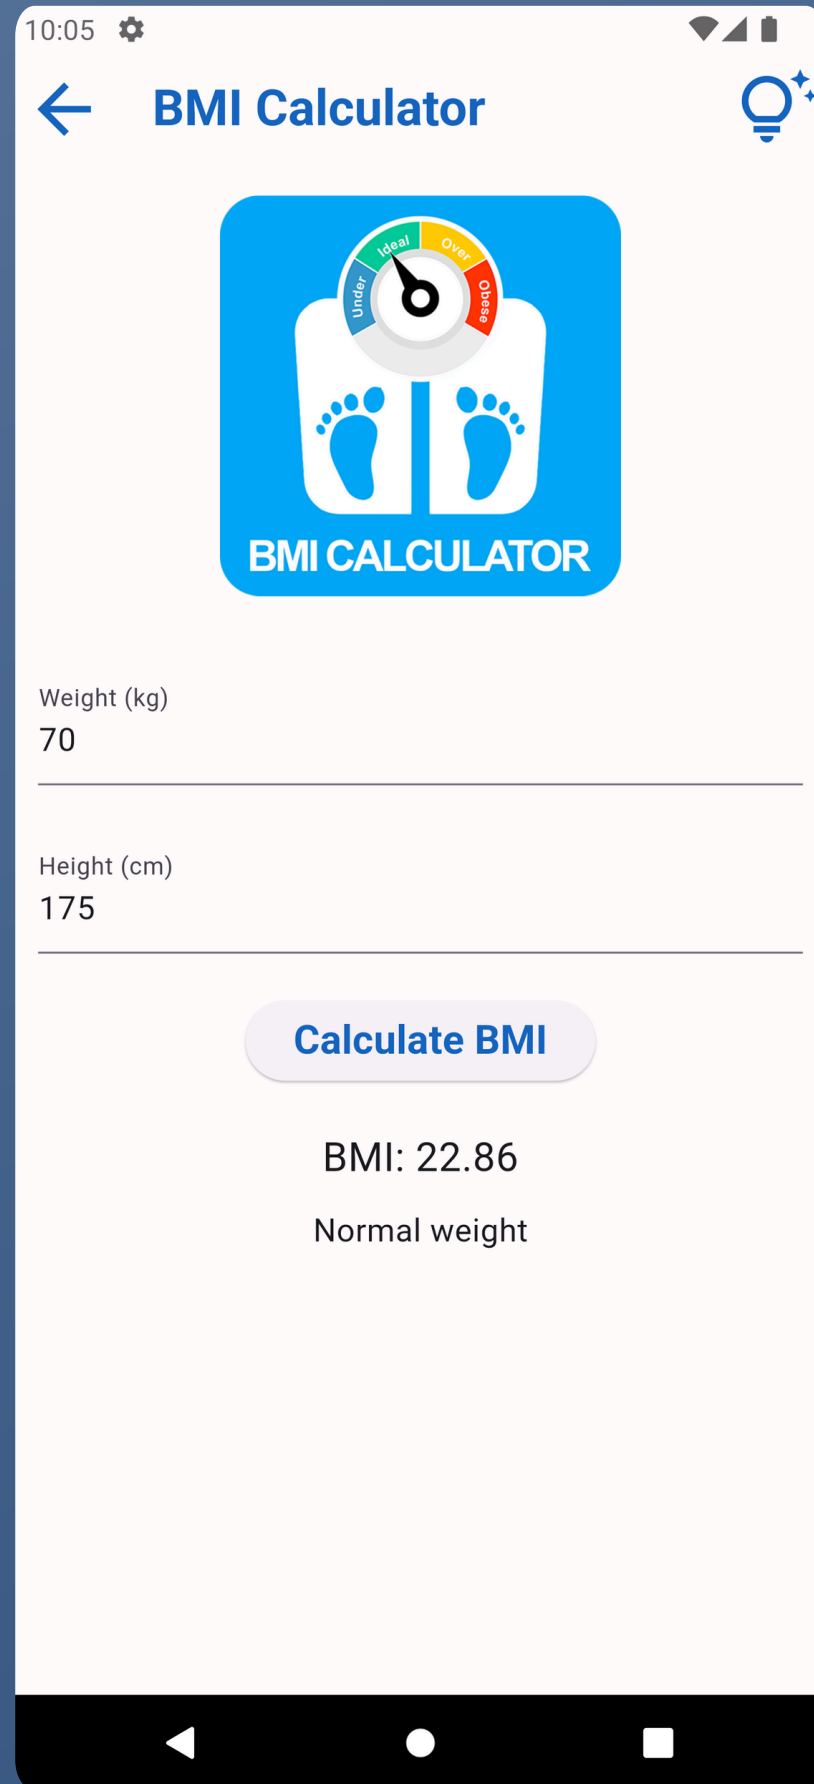 10:05
BMI Calculator
Under
Ideal
Over
Obese
BMI CALCULATOR
Weight (kg)
70
Height (cm)
175
Calculate BMI
BMI: 22.86
Normal weight